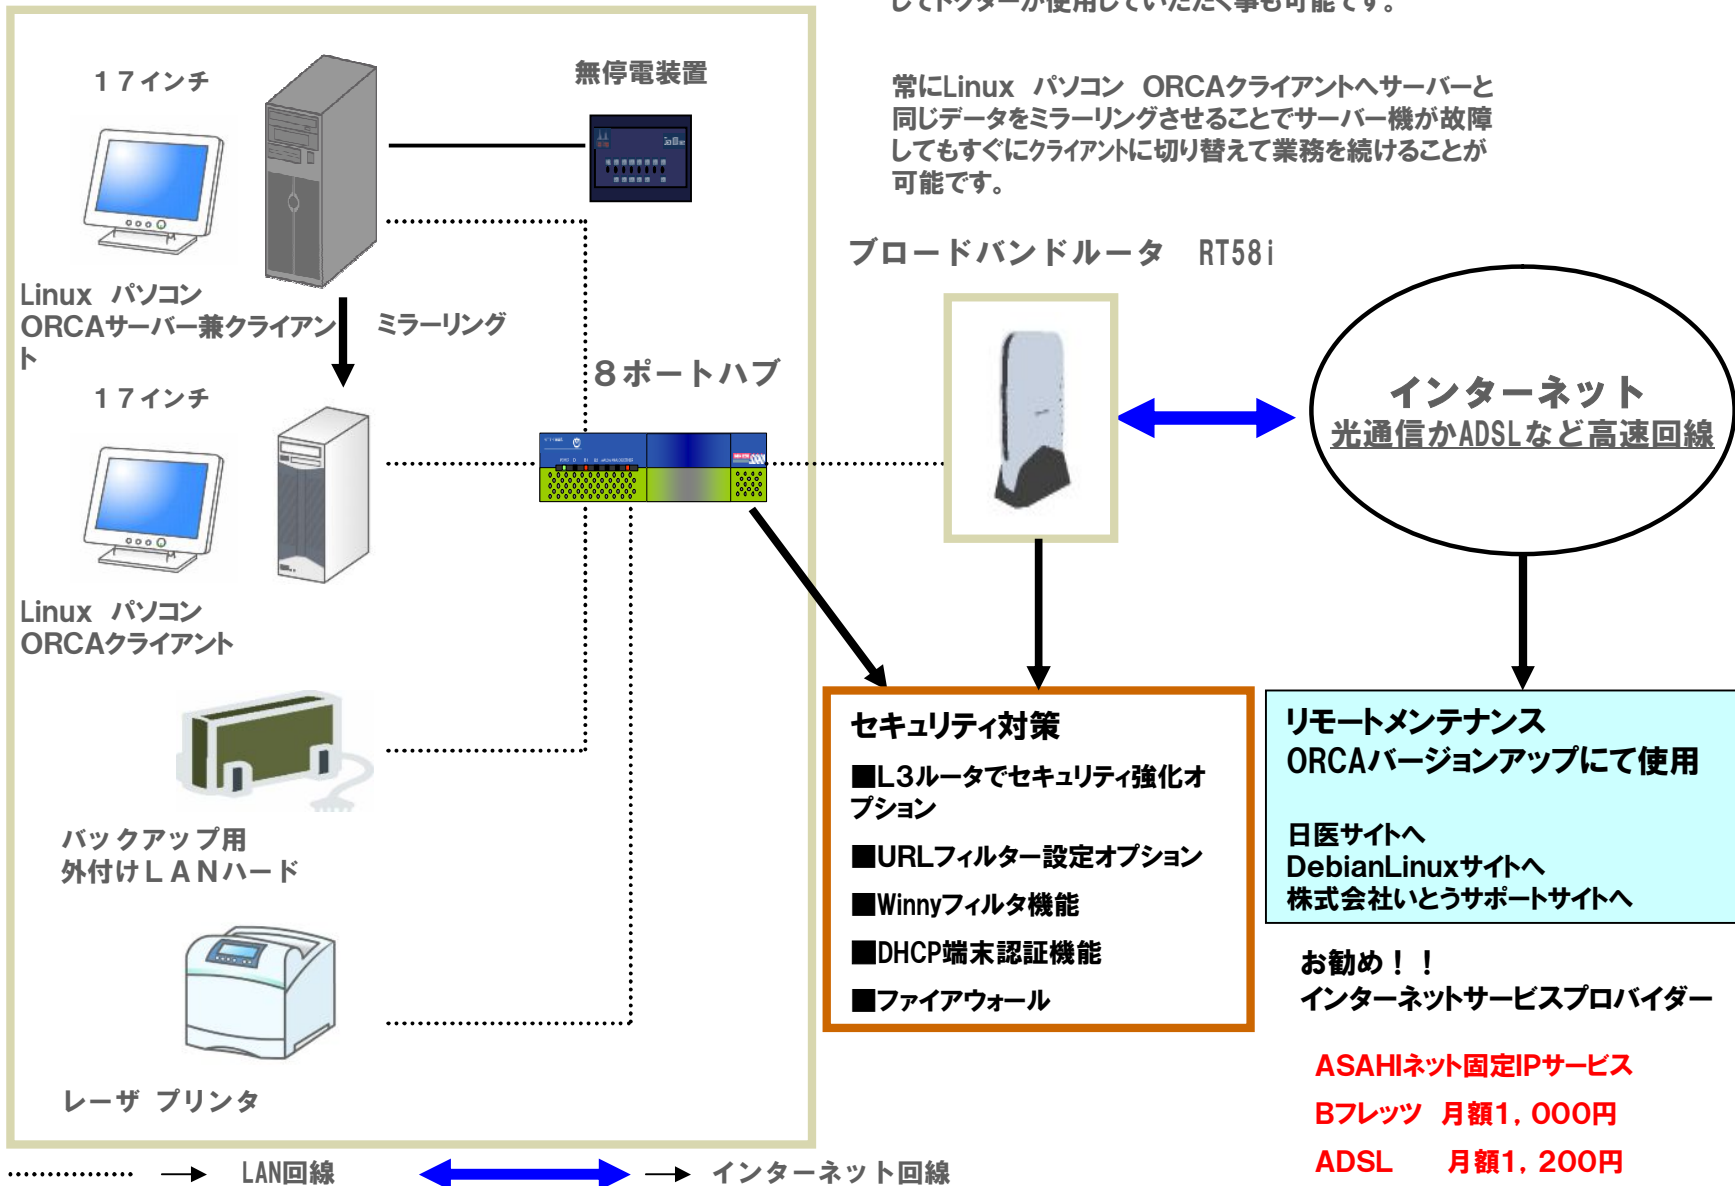 してドクターが使用していただく事も可能です。
常にLinux パソコン ORCAクライアントへサーバーと
同じデータをミラーリングさせることでサーバー機が故障
してもすぐにクライアントに切り替えて業務を続けることが
可能です。
17インチ
無停電装置
Linux パソコン
ORCAサーバー兼クライアン
ト
ミラーリング
ブロードバンドルータ RT58i
8ポートハブ
インターネット
光通信かADSLなど高速回線
17インチ
Linux パソコン
ORCAクライアント
バックアップ用
外付けLANハード
レーザ プリンタ
セキュリティ対策
■L3ルータでセキュリティ強化オ
プション
■URLフィルター設定オプション
■Winnyフィルタ機能
■DHCP端末認証機能
■ファイアウォール
リモートメンテナンス
ORCAバージョンアップにて使用
日医サイトへ
DebianLinuxサイトへ
株式会社いとうサポートサイトへ
お勧め!!
インターネットサービスプロバイダー
ASAHIネット固定IPサービス
Bフレッツ 月額1,000円
ADSL 月額1,200円
LAN回線
インターネット回線